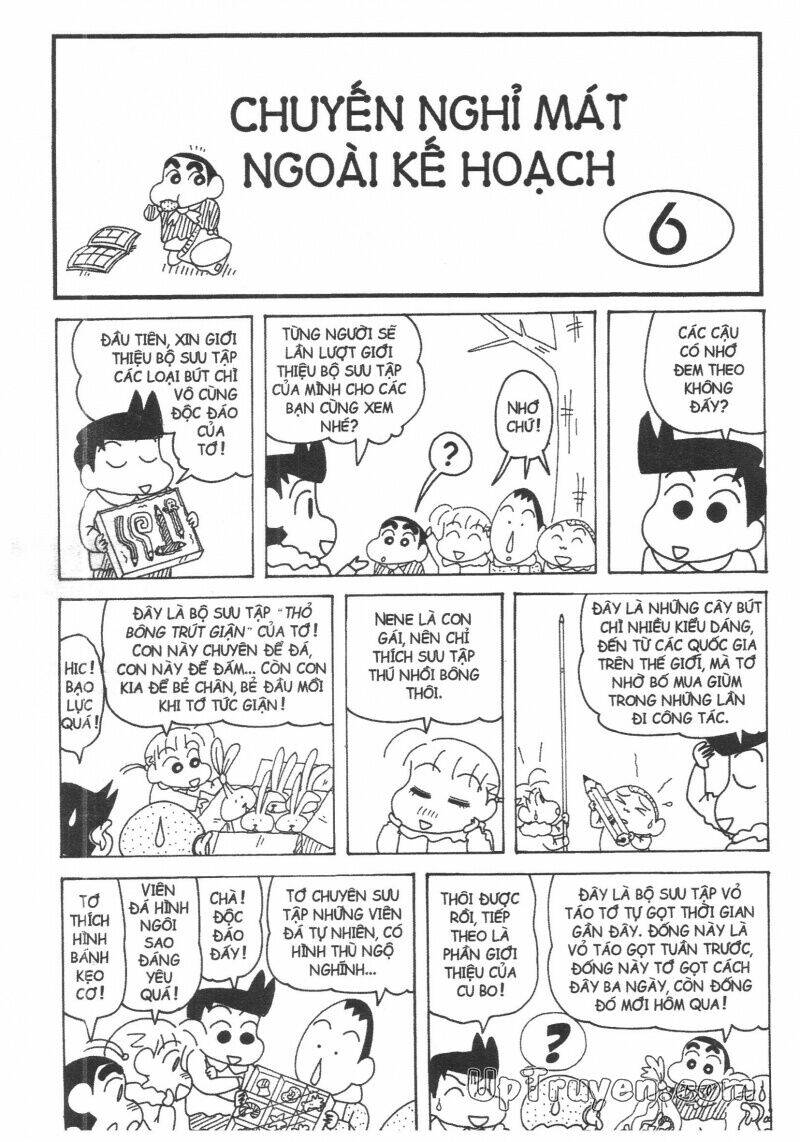 CHUYẾN NGHỈ MÁT
NGOÀI KẾ HOẠCH
6
CÁC CẬU
CÓ NHỚ
ĐEM THEO
KHÔNG
ĐẤY?
NHỚ
CHỨ!
?
TỪNG NGƯỜI SẼ
LẦN LƯỢT GIỚI
THIỆU BỘ SƯU TẬP
CỦA MÌNH CHO CÁC
BẠN CÙNG XEM
NHÉ?
ĐẦU TIÊN, XIN GIỚI
THIỆU BỘ SƯU TẬP
CÁC LOẠI BÚT CHÌ
VÔ CÙNG
ĐỘC ĐÁO
CỦA
TỚ!
ĐÂY LÀ NHỮNG CÂY BÚT
CHÌ NHIỀU KIỂU DÁNG,
ĐẾN TỪ CÁC QUỐC GIA
TRÊN THẾ GIỚI, MÀ TỚ
NHỜ BỐ MUA GIÙM
TRONG NHỮNG LẦN
ĐI CÔNG TÁC.
NENE LÀ CON
GÁI, NÊN CHỈ
THÍCH SƯU TẬP
THÚ NHỒI BÔNG
THÔI.
ĐÂY LÀ BỘ SƯU TẬP "THỎ
BÔNG TRÚT GIẬN" CỦA TỚ!
CON NÀY CHUYÊN ĐỂ ĐÁ,
CON NÀY ĐỂ ĐẤM... CÒN CON
KIA ĐỂ BẺ CHÂN, BẺ ĐẦU MỖI
KHI TỚ TỨC GIẬN!
HIC!
BẠO
LỰC
QUÁ!
ĐÂY LÀ BỘ SƯU TẬP VỎ
TÁO TỚ TỰ GỌT THỜI GIAN
GẦN ĐÂY. ĐỐNG NÀY LÀ
VỎ TÁO GỌT TUẦN TRƯỚC,
ĐỐNG NÀY TỚ GỌT CÁCH
ĐÂY BA NGÀY, CÒN ĐỐNG
ĐÓ MỚI HÔM QUA!
?
THÔI ĐƯỢC
RỒI, TIẾP
THEO LÀ
PHẦN GIỚI
THIỆU CỦA
CU BO!
TỚ CHUYÊN SƯU
TẬP NHỮNG VIÊN
ĐÁ TỰ NHIÊN, CÓ
HÌNH THÙ NGỘ
NGHĨNH...
CHÀ!
ĐỘC
ĐÁO
ĐẤY!
VIÊN
ĐÁ HÌNH
NGÔI
SAO
ĐÁNG
YÊU
QUÁ!
TỚ
THÍCH
HÌNH
BÁNH
KẸO
CƠ!
UpTruyen.com